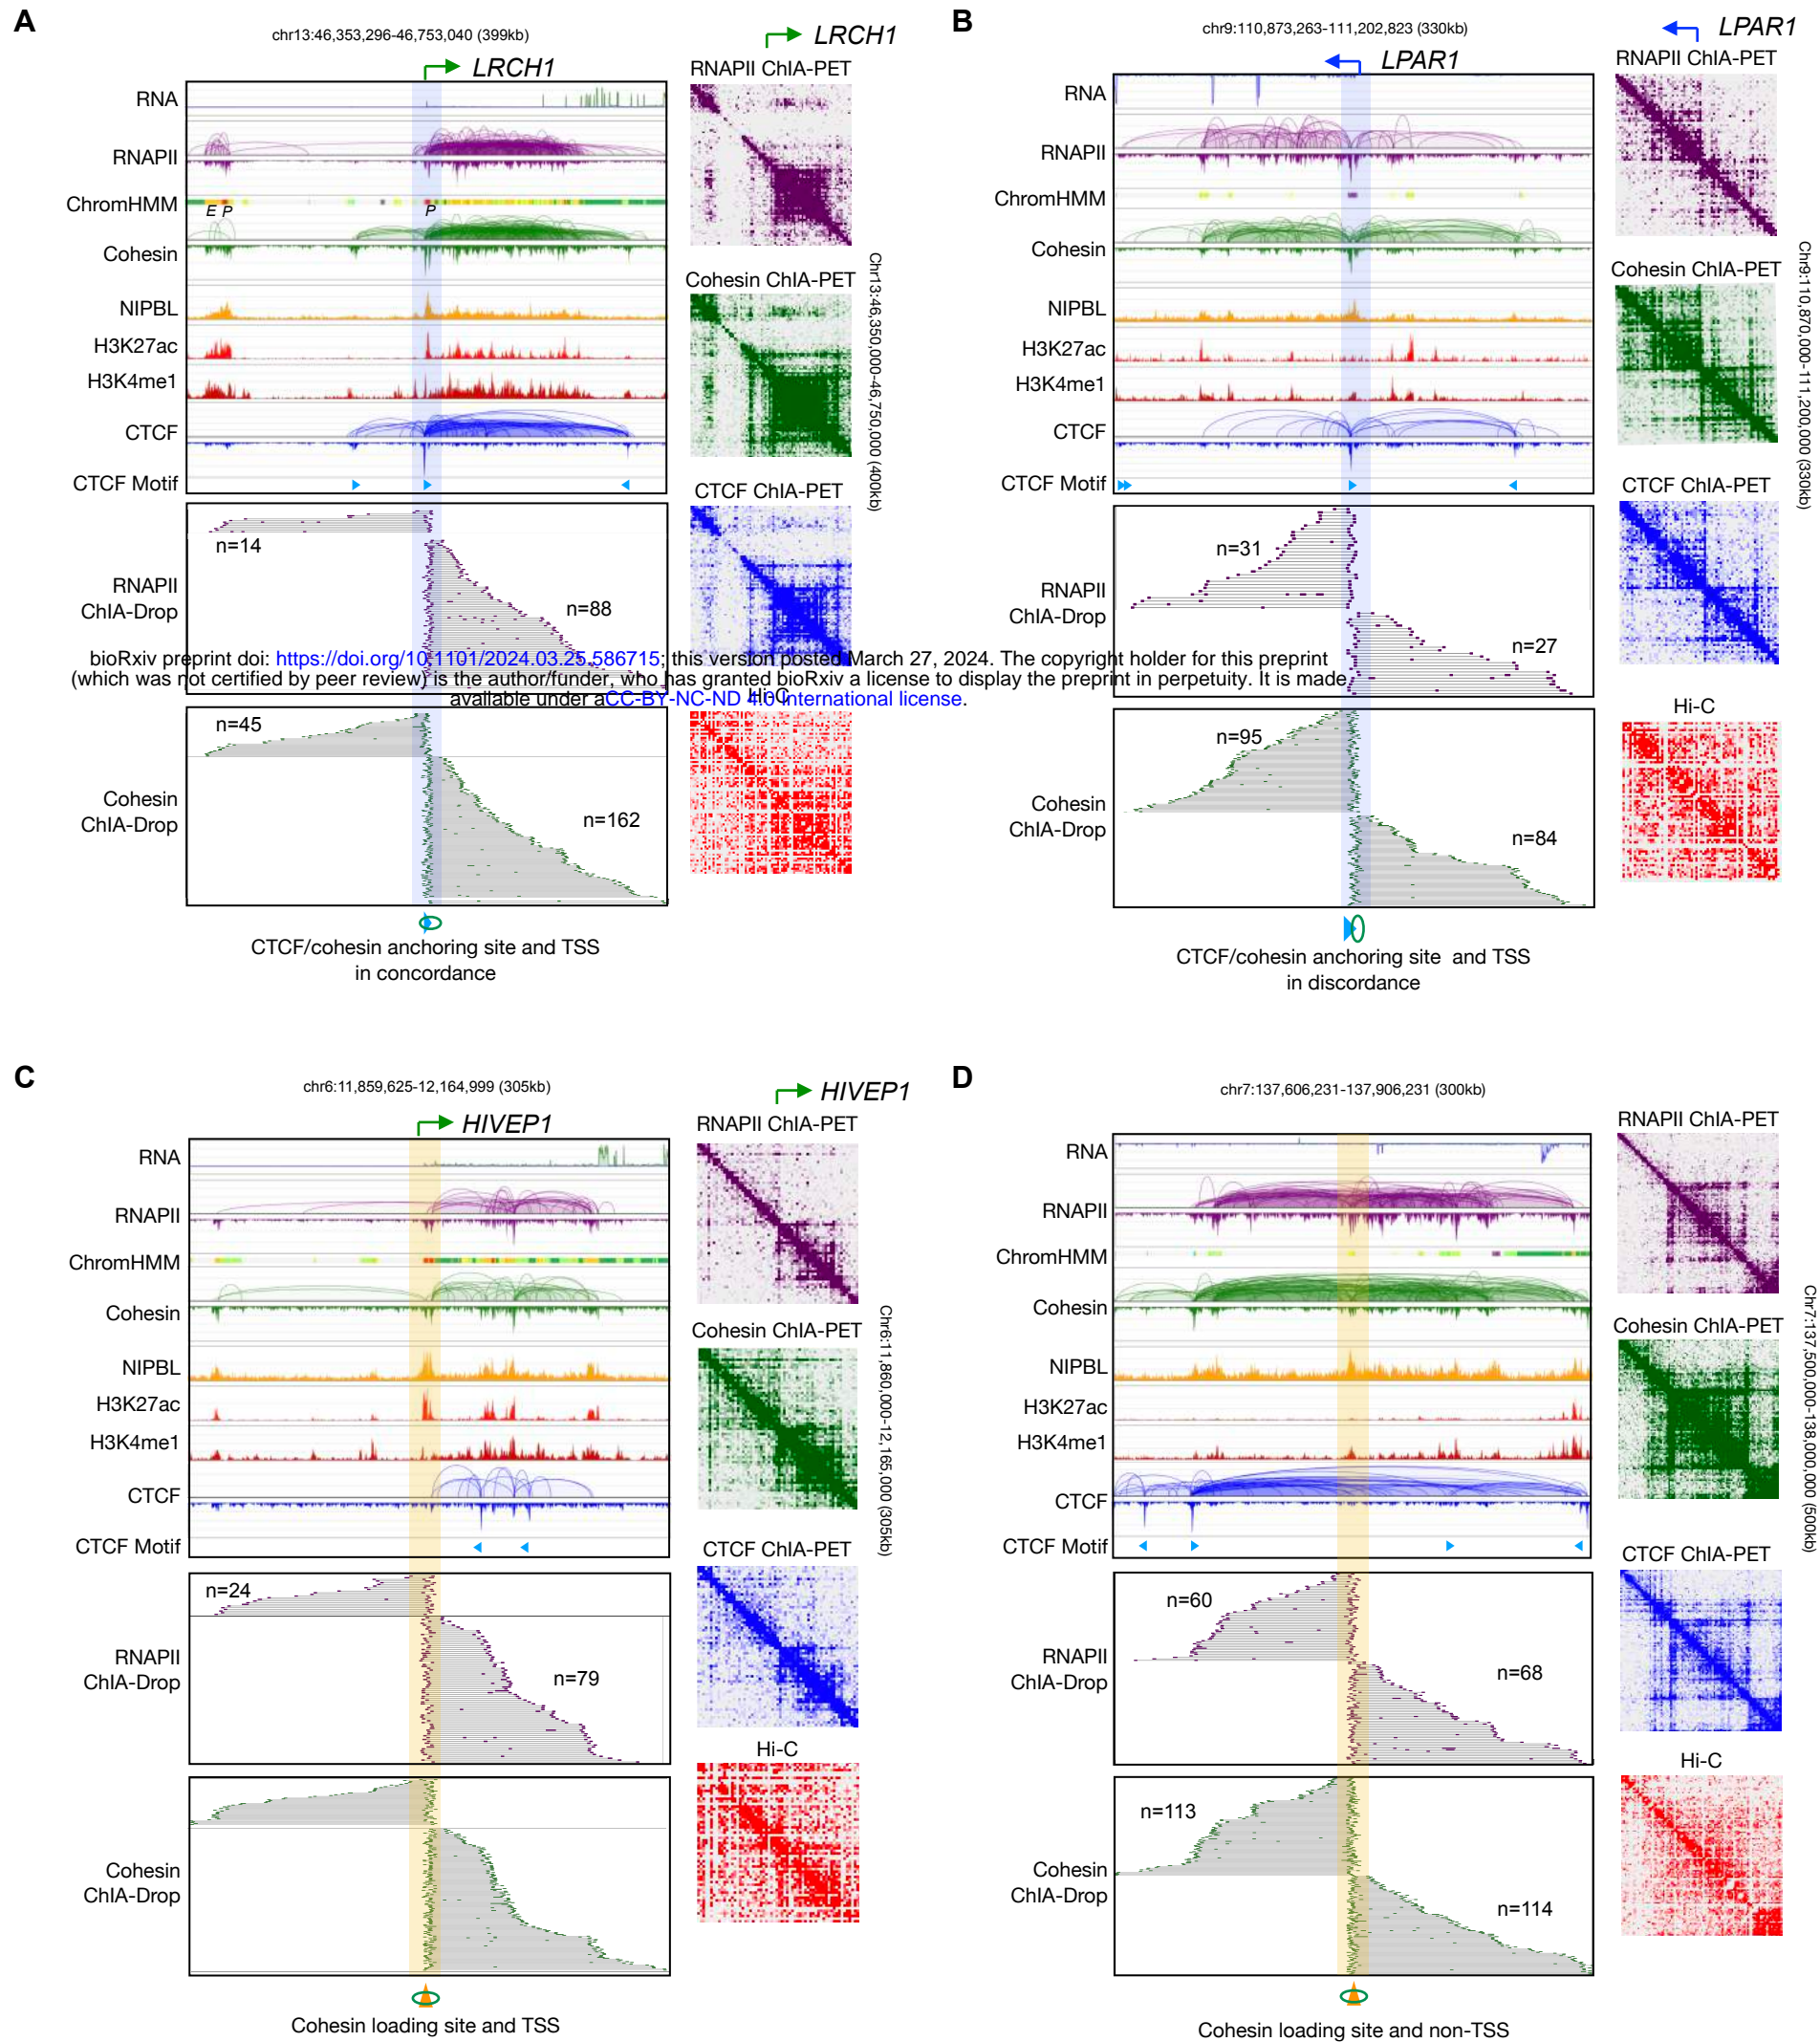 A
chr13:46,353,296-46,753,040 (399kb)
LRCH1
LRCH1
RNAPII ChIA-PET
RNA
RNAPII
ChromHMM
E P
P
Cohesin
Cohesin ChIA-PET
NIPBL
H3K27ac
H3K4me1
CTCF
CTCF ChIA-PET
CTCF Motif
Chr13:46,350,000-46,750,000 (400kb)
n=14
RNAPII
ChIA-Drop
n=88
Hi-C
n=45
Cohesin
ChIA-Drop
n=162
CTCF/cohesin anchoring site and TSS
in concordance
B
chr9:110,873,263-111,202,823 (330kb)
LPAR1
LPAR1
RNAPII ChIA-PET
RNA
RNAPII
ChromHMM
Cohesin
Cohesin ChIA-PET
NIPBL
H3K27ac
H3K4me1
CTCF
CTCF ChIA-PET
CTCF Motif
Chr9:110,870,000-111,200,000 (330kb)
n=31
RNAPII
ChIA-Drop
n=27
Hi-C
n=95
Cohesin
ChIA-Drop
n=84
CTCF/cohesin anchoring site and TSS
in discordance
bioRxiv preprint doi: https://doi.org/10.1101/2024.03.25.586715; this version posted March 27, 2024. The copyright holder for this preprint
(which was not certified by peer review) is the author/funder, who has granted bioRxiv a license to display the preprint in perpetuity. It is made
available under aCC-BY-NC-ND 4.0 International license.
C
chr6:11,859,625-12,164,999 (305kb)
HIVEP1
HIVEP1
RNAPII ChIA-PET
RNA
RNAPII
ChromHMM
Cohesin
Cohesin ChIA-PET
NIPBL
H3K27ac
H3K4me1
CTCF
CTCF Motif
CTCF ChIA-PET
Chr6:11,860,000-12,165,000 (305kb)
n=24
RNAPII
ChIA-Drop
n=79
Hi-C
Cohesin
ChIA-Drop
Cohesin loading site and TSS
D
chr7:137,606,231-137,906,231 (300kb)
RNAPII ChIA-PET
RNA
RNAPII
ChromHMM
Cohesin
Cohesin ChIA-PET
NIPBL
H3K27ac
H3K4me1
CTCF
CTCF Motif
CTCF ChIA-PET
Chr7:137,500,000-138,000,000 (500kb)
n=60
RNAPII
ChIA-Drop
n=68
Hi-C
n=113
Cohesin
ChIA-Drop
n=114
Cohesin loading site and non-TSS